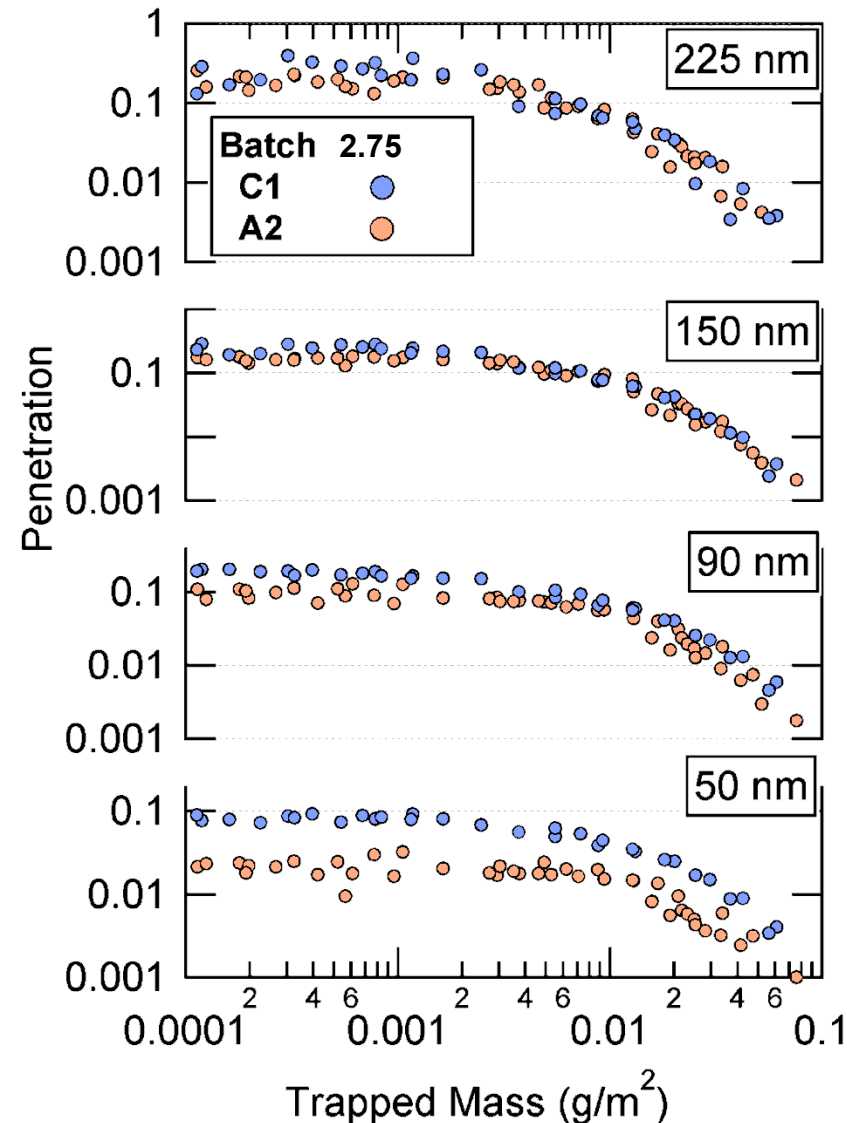 1
225 nm
0.1
Batch 2.75
C1
A2
0.01
0.001
150 nm
0.1
0.001
Penetration
90 nm
0.1
0.01
0.001
50 nm
0.1
0.01
0.001
2 4 6 2 4 6 2 4 6
0.0001 0.001 0.01 0.1
Trapped Mass (g/m²)